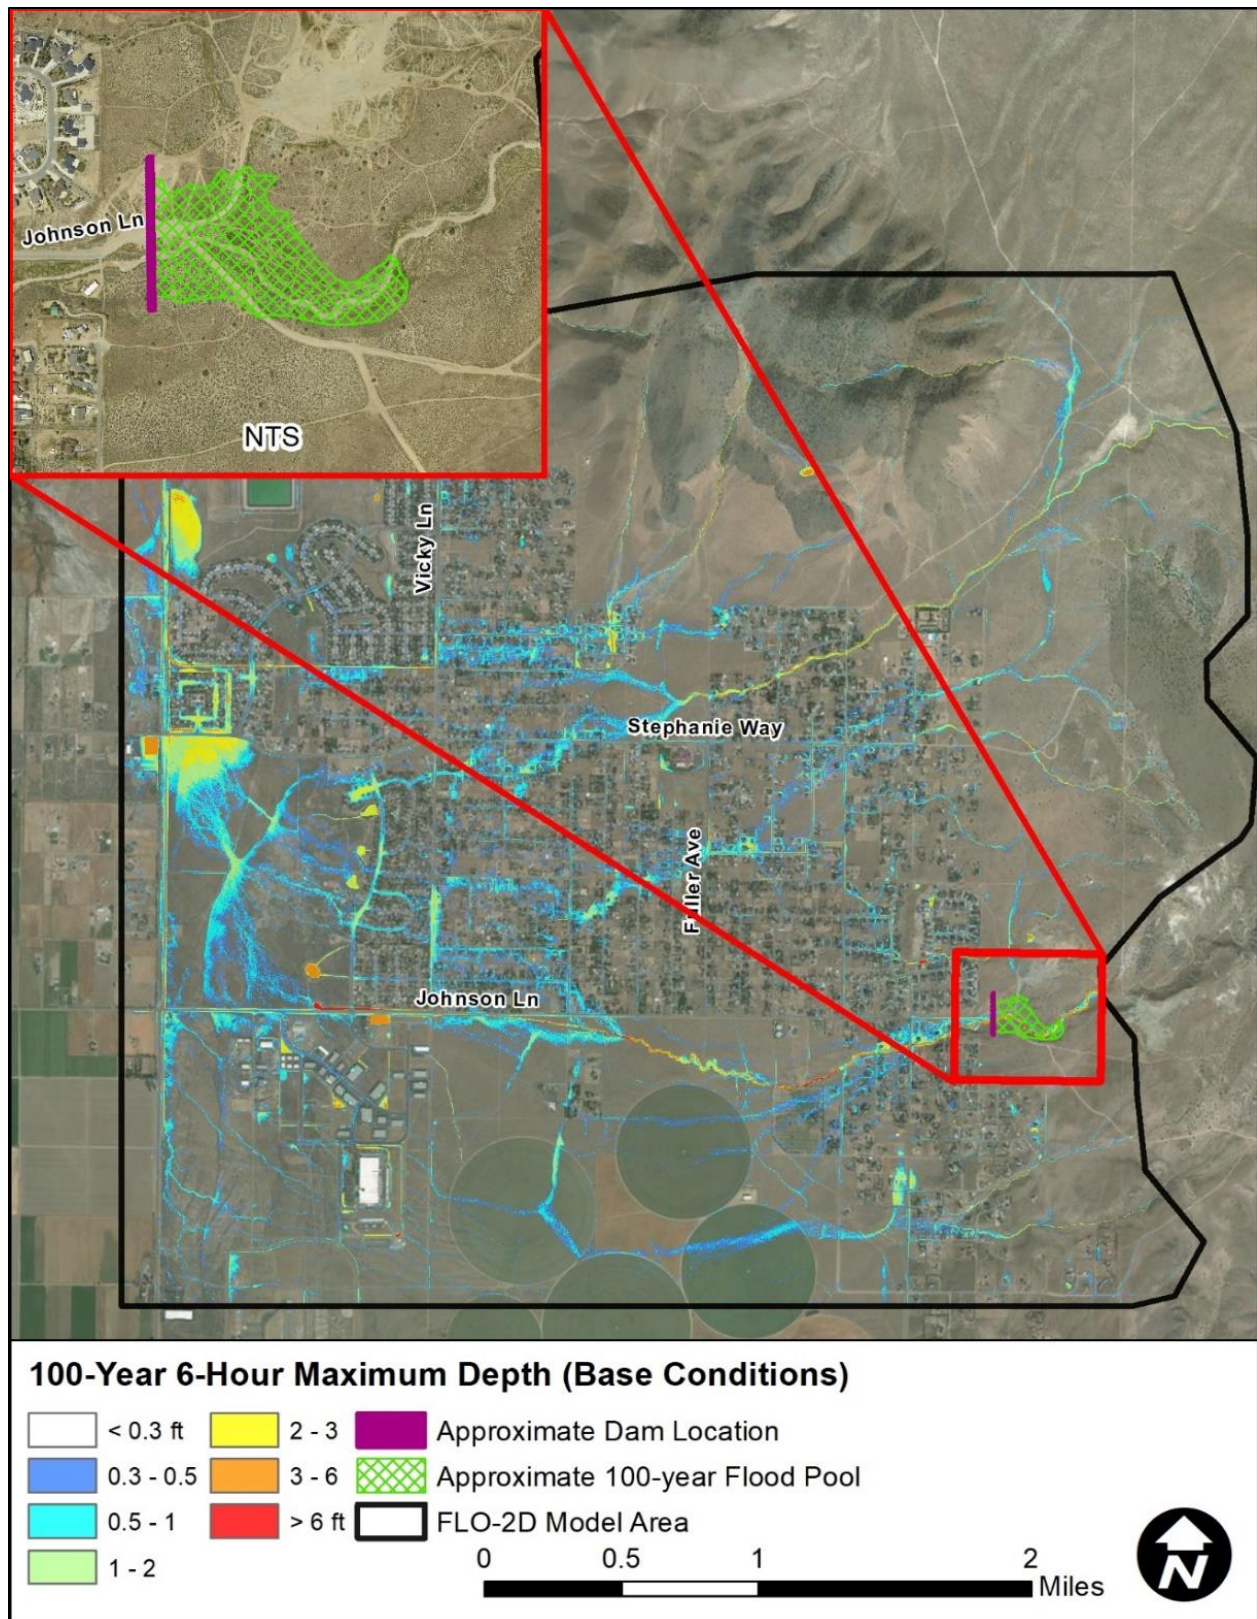 Johnson Ln
NTS
Vicky Ln
Stephanie Way
Fuller Ave
Johnson Ln
100-Year 6-Hour Maximum Depth (Base Conditions)
< 0.3 ft
2 - 3
Approximate Dam Location
0.3 - 0.5
3 - 6
Approximate 100-year Flood Pool
0.5 - 1
> 6 ft
FLO-2D Model Area
1 - 2
0 0.5 1 2
Miles
N